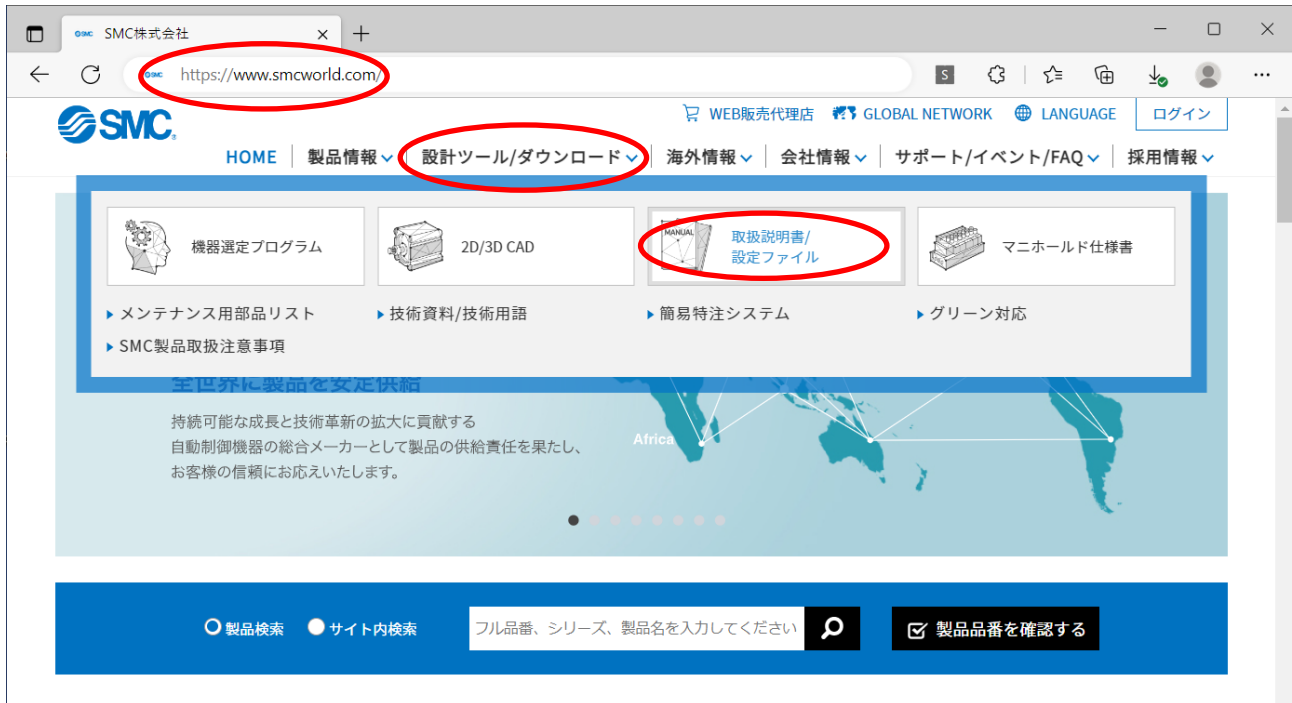 SMC株式会社
https://www.smcworld.com/
S
SMC
WEB販売代理店 GLOBAL NETWORK LANGUAGE ログイン
HOME 製品情報 設計ツール/ダウンロード 海外情報 会社情報 サポート/イベント/FAQ 採用情報
機器選定プログラム
2D/3D CAD
MANUAL
取扱説明書/
設定ファイル
マニホールド仕様書
メンテナンス用部品リスト 技術資料/技術用語 簡易特注システム グリーン対応
SMC製品取扱注意事項
全世界に製品を安定供給
持続可能な成長と技術革新の拡大に貢献する
自動制御機器の総合メーカーとして製品の供給責任を果たし、
お客様の信頼にお応えいたします。
Africa
製品検索 サイト内検索 フル品番、シリーズ、製品名を入力してください 製品品番を確認する